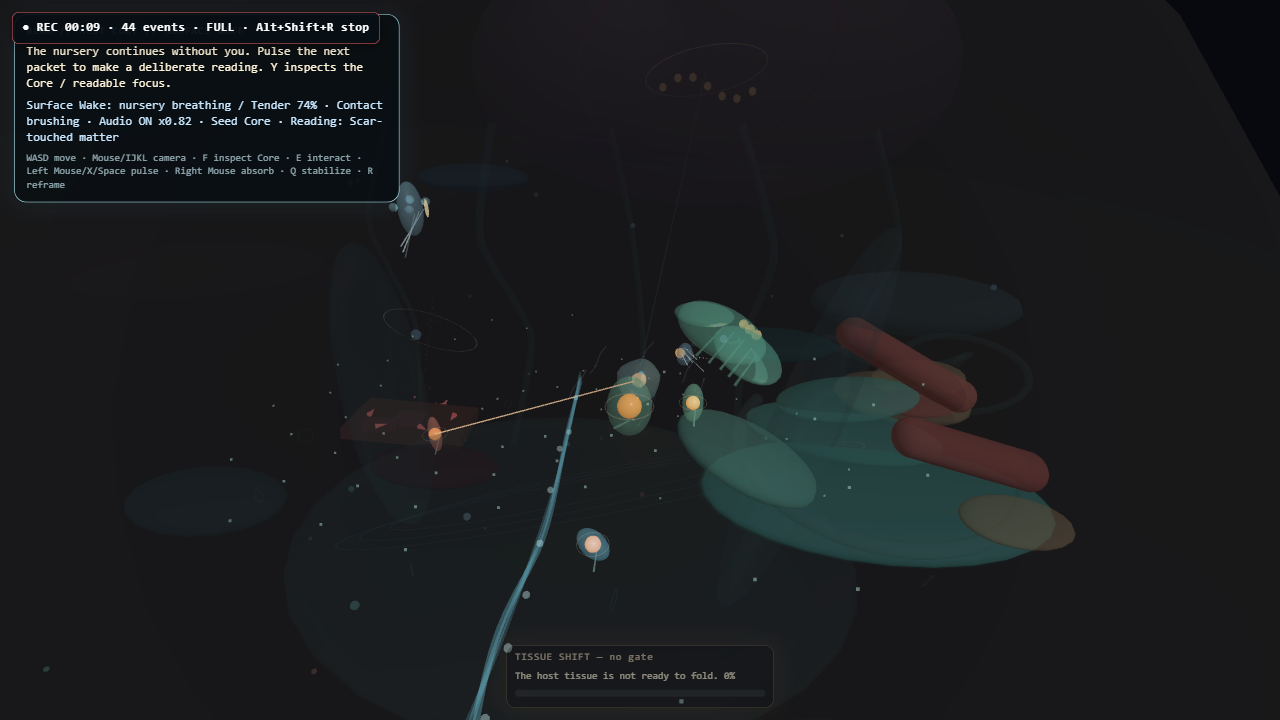 ● REC 00:09 · 44 events · FULL · Alt+Shift+R stop
The nursery continues without you. Pulse the next
packet to make a deliberate reading. Y inspects the
Core / readable focus.
Surface Wake: nursery breathing / Tender 74% · Contact
brushing · Audio ON x0.82 · Seed Core · Reading: Scar-
touched matter
WASD move · Mouse/IJKL camera · F inspect Core · E interact ·
Left Mouse/X/Space pulse · Right Mouse absorb · Q stabilize · R
reframe
TISSUE SHIFT — no gate
The host tissue is not ready to fold. 0%